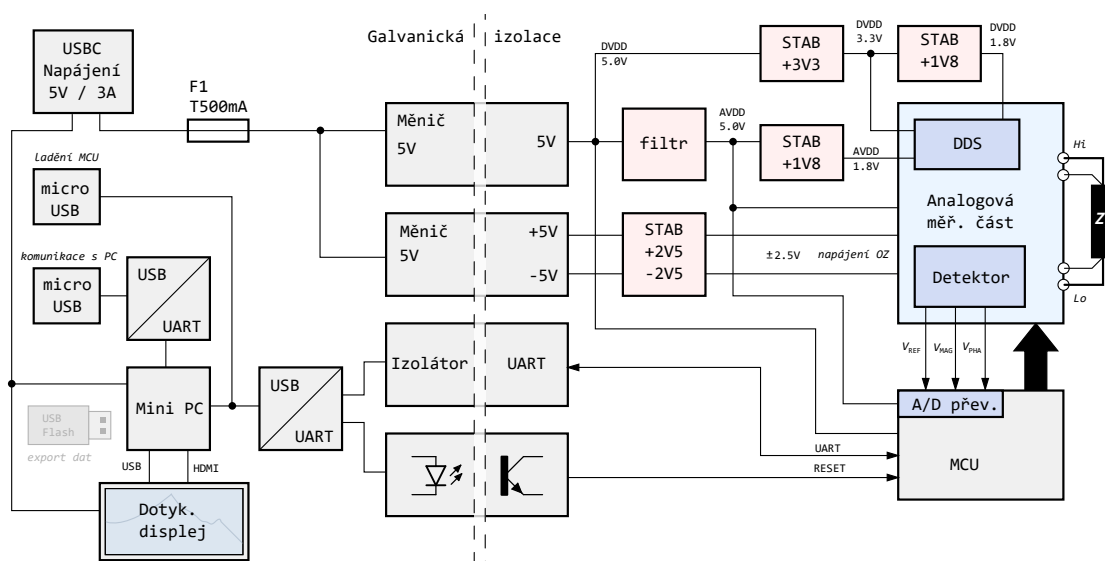 Galvanická izolace
USBC
Napájení
5V / 3A
F1
T500mA
Ladění MCU
micro
USB
komunikace s PC
micro
USB
USB
UART
Mini PC
USB
Flash
export dat
USB
HDMI
Dotyk.
displej
USB
UART
Měnič
5V
5V
Měnič
5V
+5V
-5V
Izolátor
UART
DVDD
5.0V
STAB
+3V3
DVDD
3.3V
STAB
+1V8
DVDD
1.8V
filtr
AVDD
5.0V
STAB
+1V8
AVDD
1.8V
STAB
+2V5
-2V5
±2.5V napájení OZ
DDS
Analogová
měř. část
Detektor
Hi
Z
Lo
VREF
VMAG
VPHA
A/D přev.
MCU
UART
RESET